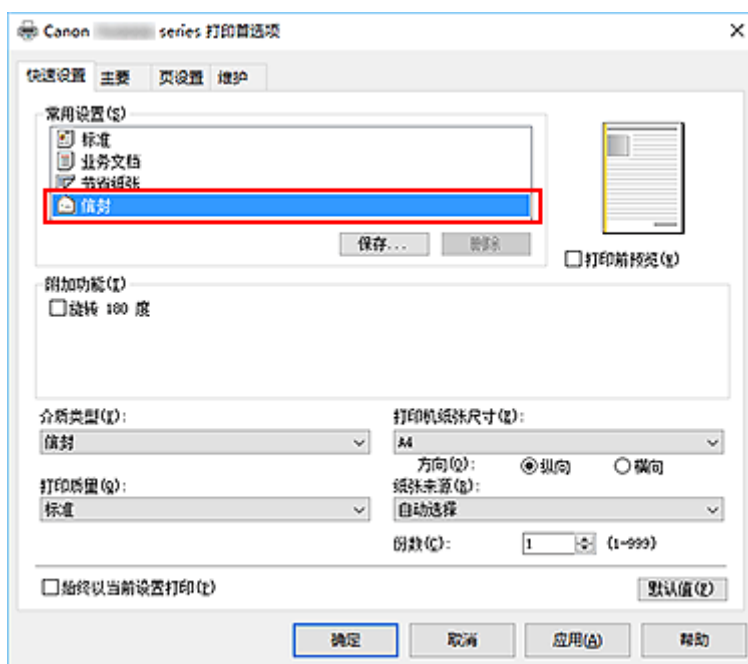 Canon series 打印首选项
快速设置 主要 页设置 维护
常用设置(S)
标准
业务文档
节省纸张
信封
保存... 删除
打印前预览(W)
附加功能(I)
旋转 180 度
介质类型(Y):
信封
打印机纸张尺寸(Z):
A4
方向(O): 纵向 横向
打印质量(Q):
标准
纸张来源(B):
自动选择
份数(C): 1 (1-999)
始终以当前设置打印(P)
默认值(F)
确定 取消 应用(A) 帮助